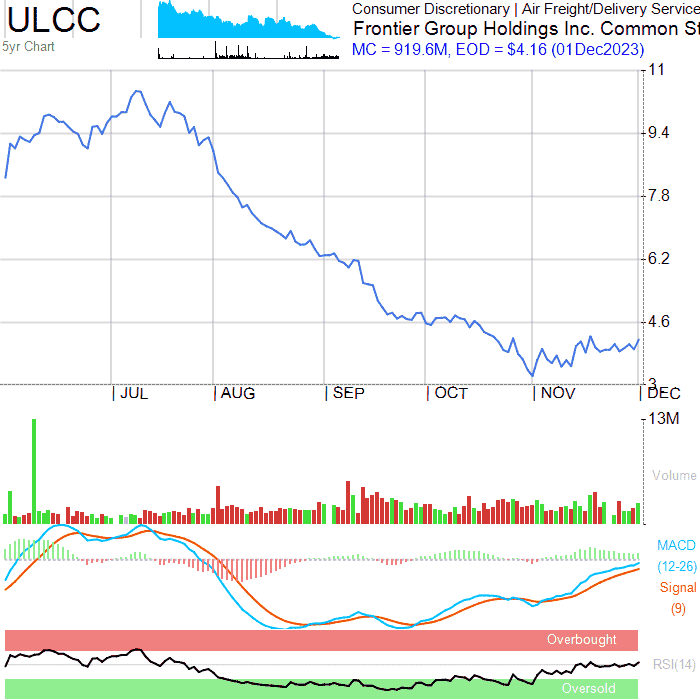 ULCC
5yr Chart
Consumer Discretionary | Air Freight/Delivery Service
Frontier Group Holdings Inc. Common St
MC = 919.6M, EOD = $4.16 (01Dec2023)
11
9.4
7.8
6.2
4.6
3
JUL AUG SEP OCT NOV DEC
13M
Volume
MACD
(12-26)
Signal
(9)
Overbought
RSI(14)
Oversold